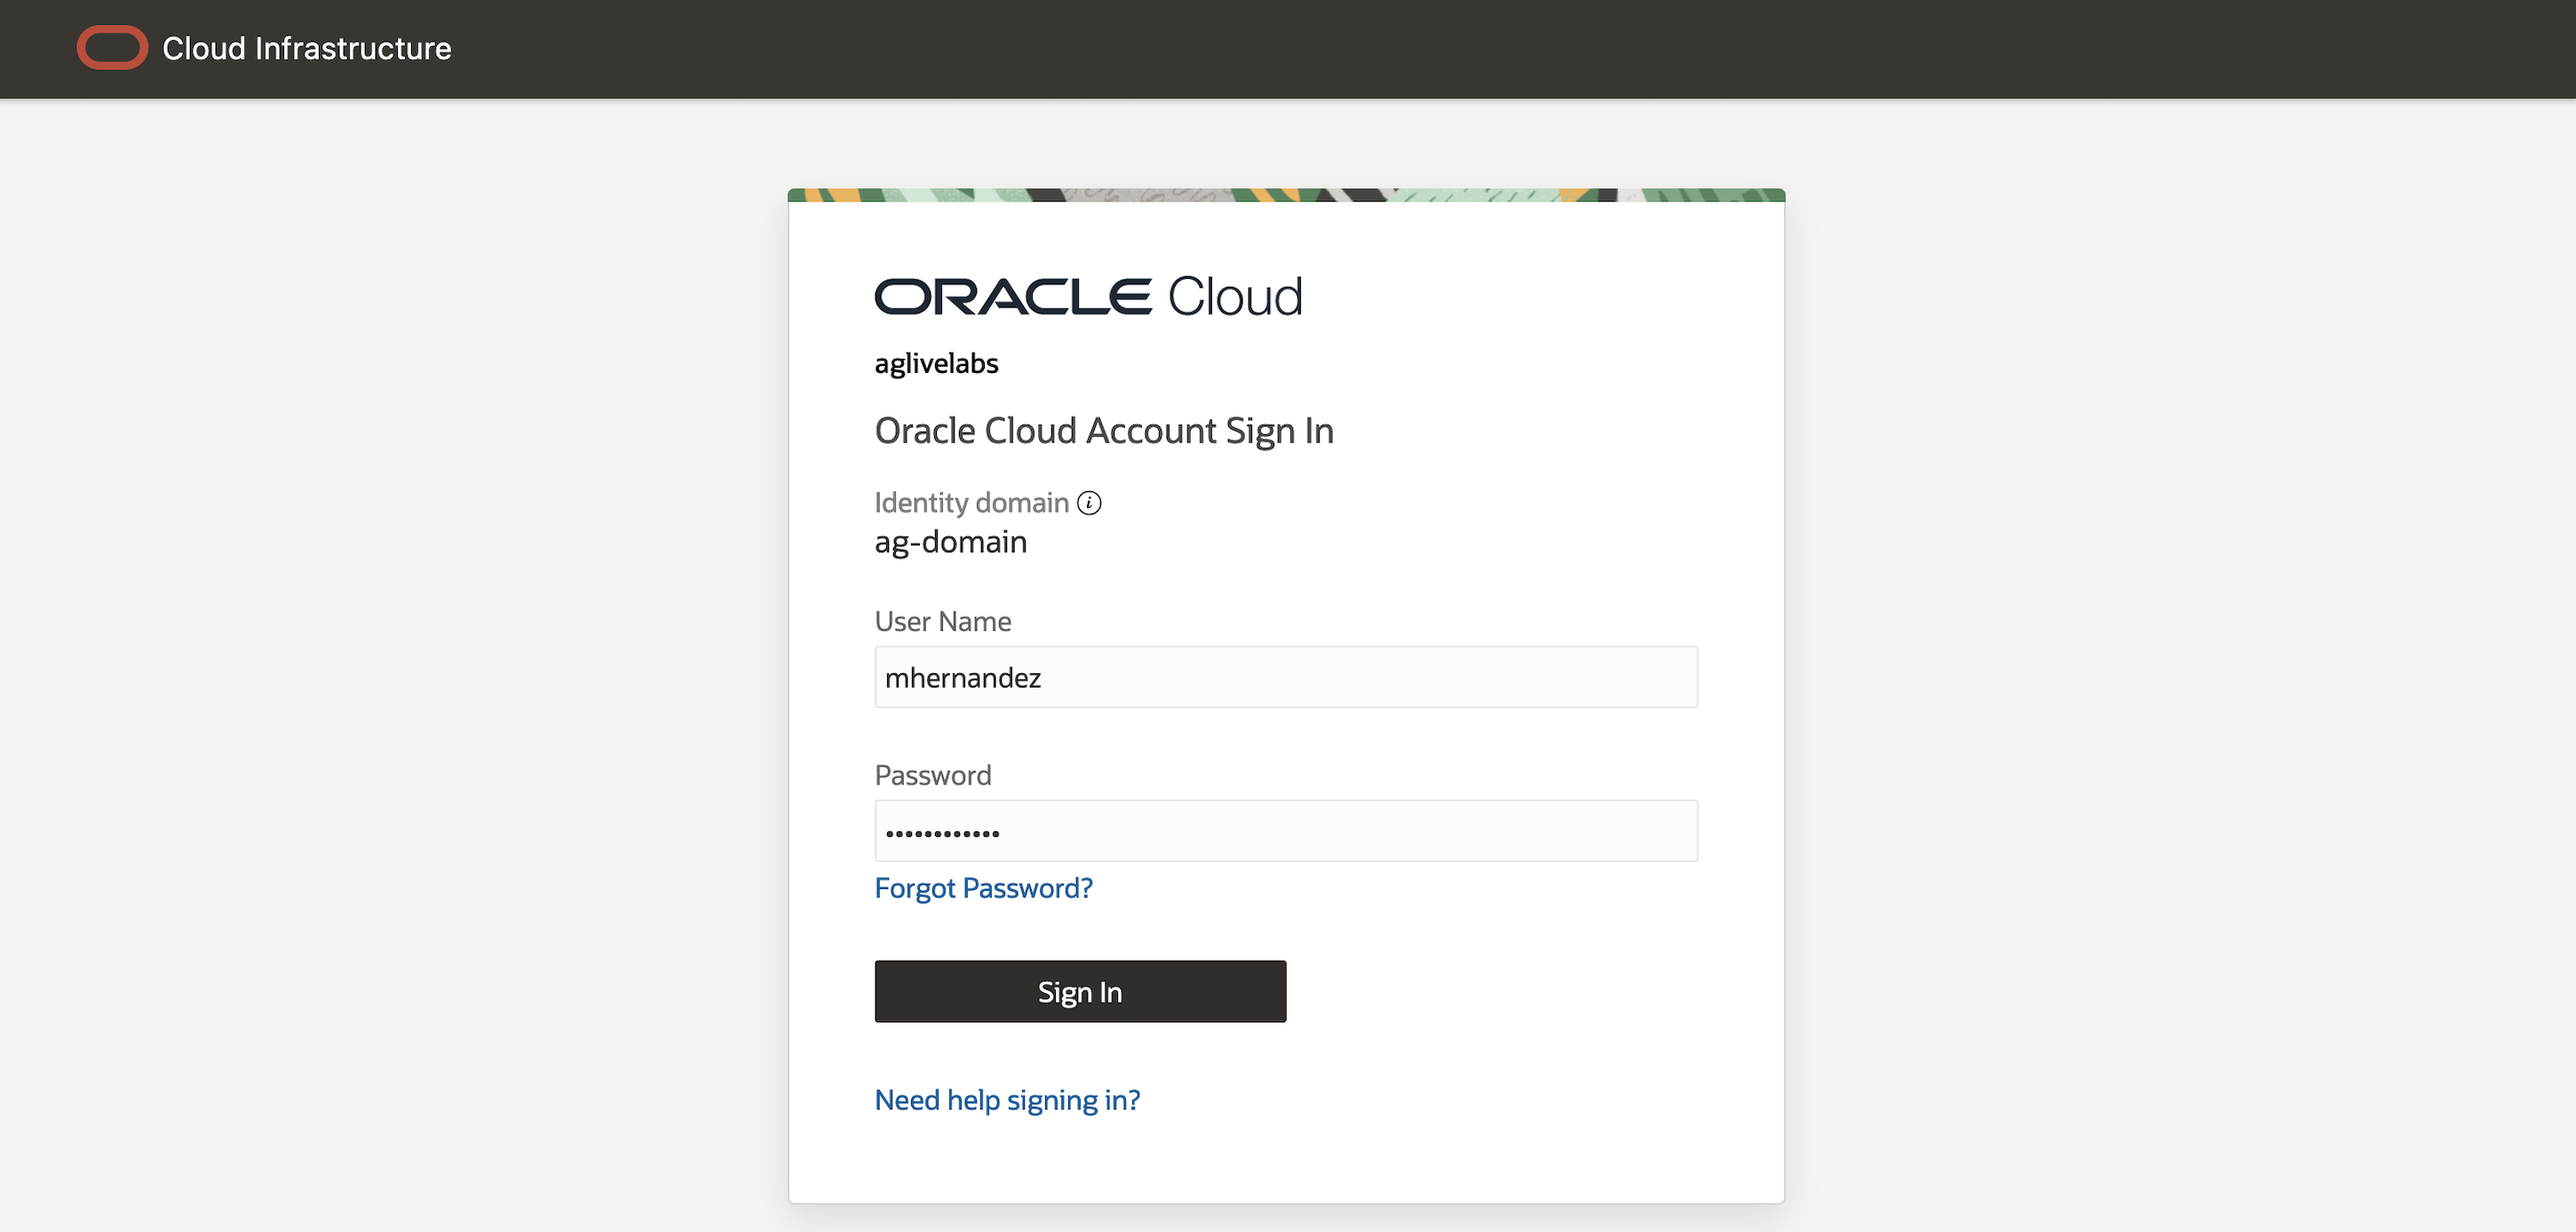 Cloud Infrastructure
ORACLE Cloud
aglivelabs
Oracle Cloud Account Sign In
Identity domain
ag-domain
User Name
mhernandez
Password
••••••••••••
Forgot Password?
Sign In
Need help signing in?